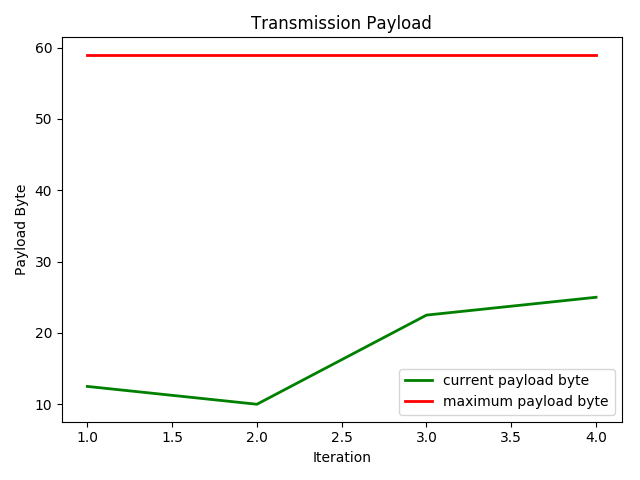 Transmission Payload
Payload Byte
60
50
40
30
20
10
current payload byte
maximum payload byte
1.0 1.5 2.0 2.5 3.0 3.5 4.0
Iteration